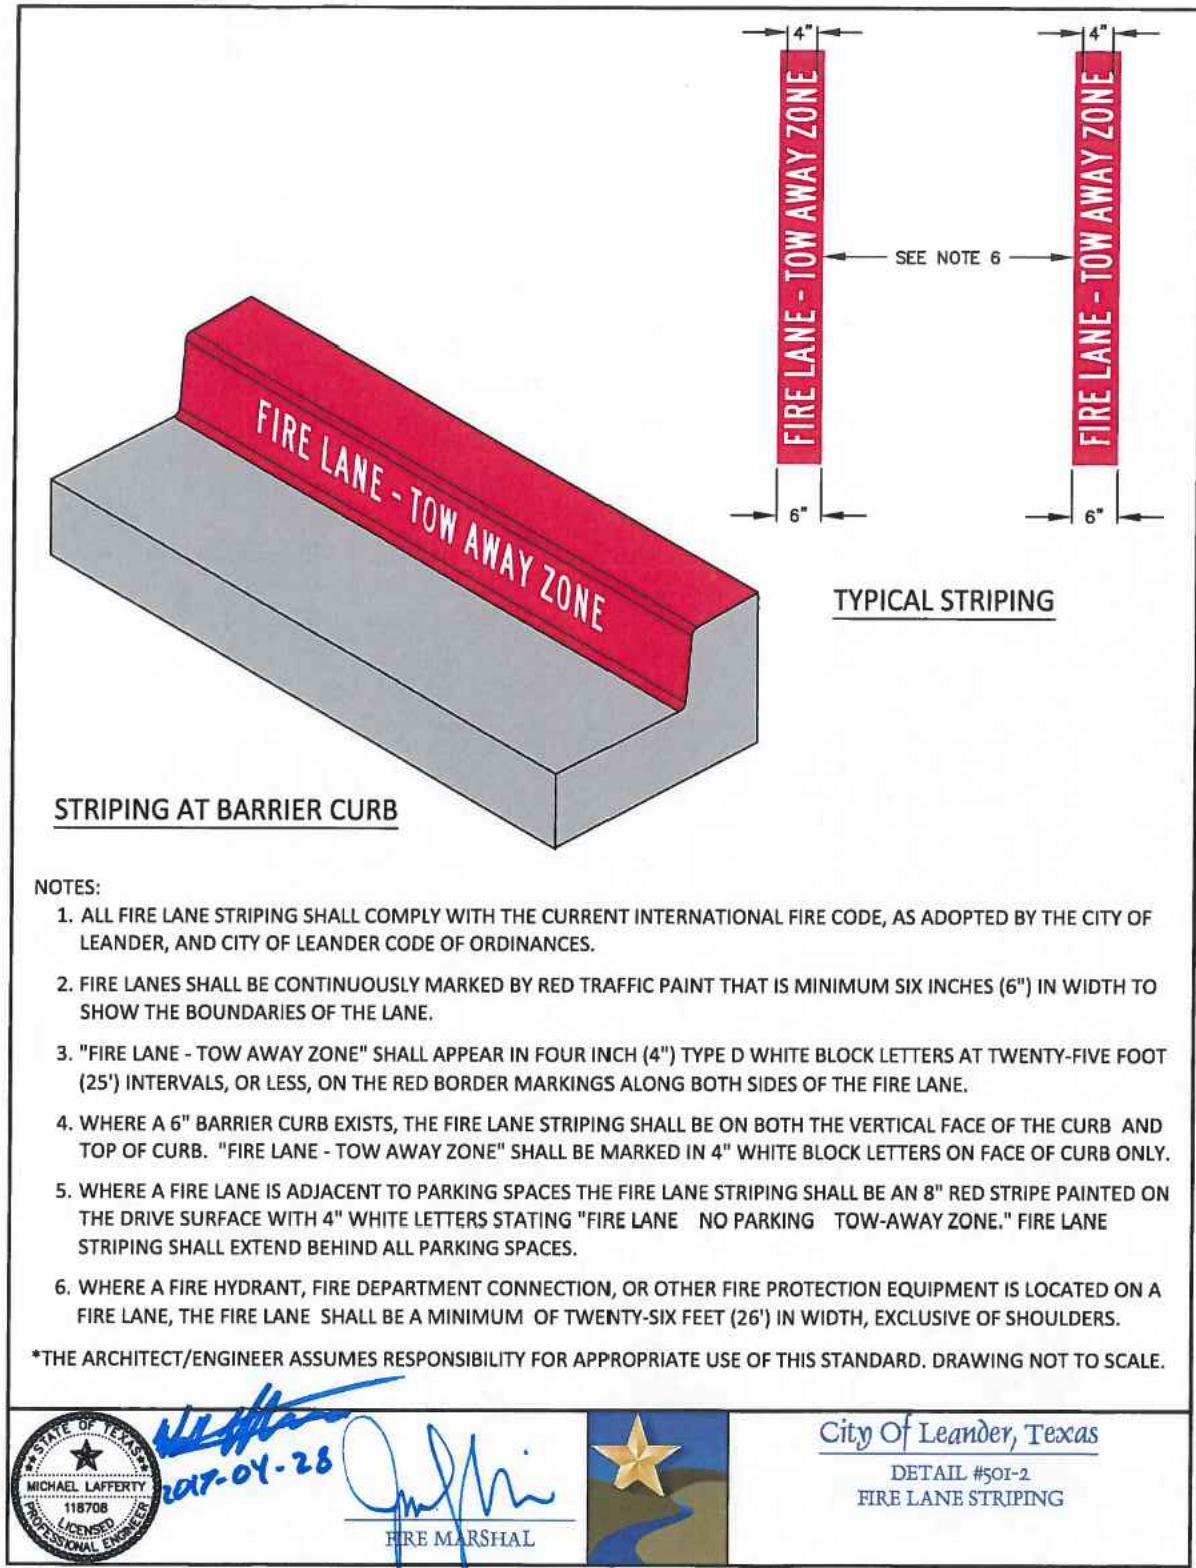 4"
4"
FIRE LANE - TOW AWAY ZONE
FIRE LANE - TOW AWAY ZONE
SEE NOTE 6
6"
6"
TYPICAL STRIPING
FIRE LANE - TOW AWAY ZONE
STRIPING AT BARRIER CURB
NOTES:
1. ALL FIRE LANE STRIPING SHALL COMPLY WITH THE CURRENT INTERNATIONAL FIRE CODE, AS ADOPTED BY THE CITY OF
LEANDER, AND CITY OF LEANDER CODE OF ORDINANCES.
2. FIRE LANES SHALL BE CONTINUOUSLY MARKED BY RED TRAFFIC PAINT THAT IS MINIMUM SIX INCHES (6") IN WIDTH TO
SHOW THE BOUNDARIES OF THE LANE.
3. "FIRE LANE - TOW AWAY ZONE" SHALL APPEAR IN FOUR INCH (4") TYPE D WHITE BLOCK LETTERS AT TWENTY-FIVE FOOT
(25') INTERVALS, OR LESS, ON THE RED BORDER MARKINGS ALONG BOTH SIDES OF THE FIRE LANE.
4. WHERE A 6" BARRIER CURB EXISTS, THE FIRE LANE STRIPING SHALL BE ON BOTH THE VERTICAL FACE OF THE CURB AND
TOP OF CURB. "FIRE LANE - TOW AWAY ZONE" SHALL BE MARKED IN 4" WHITE BLOCK LETTERS ON FACE OF CURB ONLY.
5. WHERE A FIRE LANE IS ADJACENT TO PARKING SPACES THE FIRE LANE STRIPING SHALL BE AN 8" RED STRIPE PAINTED ON
THE DRIVE SURFACE WITH 4" WHITE LETTERS STATING "FIRE LANE NO PARKING TOW-AWAY ZONE." FIRE LANE
STRIPING SHALL EXTEND BEHIND ALL PARKING SPACES.
6. WHERE A FIRE HYDRANT, FIRE DEPARTMENT CONNECTION, OR OTHER FIRE PROTECTION EQUIPMENT IS LOCATED ON A
FIRE LANE, THE FIRE LANE SHALL BE A MINIMUM OF TWENTY-SIX FEET (26') IN WIDTH, EXCLUSIVE OF SHOULDERS.
*THE ARCHITECT/ENGINEER ASSUMES RESPONSIBILITY FOR APPROPRIATE USE OF THIS STANDARD. DRAWING NOT TO SCALE.
STATE OF TEXAS
MICHAEL LAFFERTY
118708
LICENSED
PROFESSIONAL ENGINEER
2017-04-28
FIRE MARSHAL
City Of Leander, Texas
DETAIL #501-2
FIRE LANE STRIPING